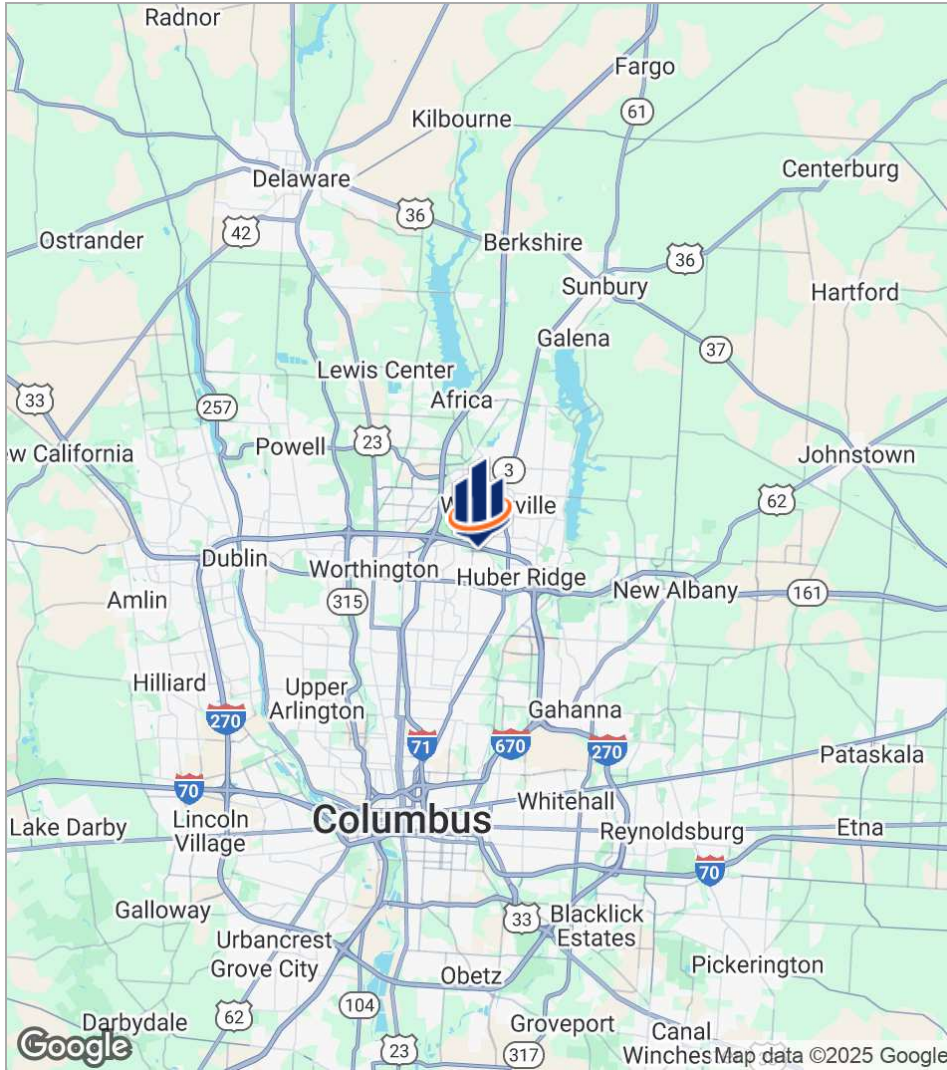 Radnor
Fargo
61
Kilbourne
Centerburg
Delaware
36
42
Ostrander
Berkshire
36
Sunbury
Hartford
Galena
37
Lewis Center
33
257
Africa
Powell
23
w California
3
Johnstown
W
ville
62
Dublin
Worthington
Huber Ridge
New Albany
161
Amlin
315
Hilliard
Upper
Arlington
270
Gahanna
71
670
270
Pataskala
70
Whitehall
Lincoln
Village
Columbus
Lake Darby
Reynoldsburg
Etna
70
Galloway
33
Blacklick
Estates
Urbancrest
Grove City
Obetz
Pickerington
104
62
Darbydale
Groveport
Canal
Winches
23
317
Google
Map data ©2025 Google